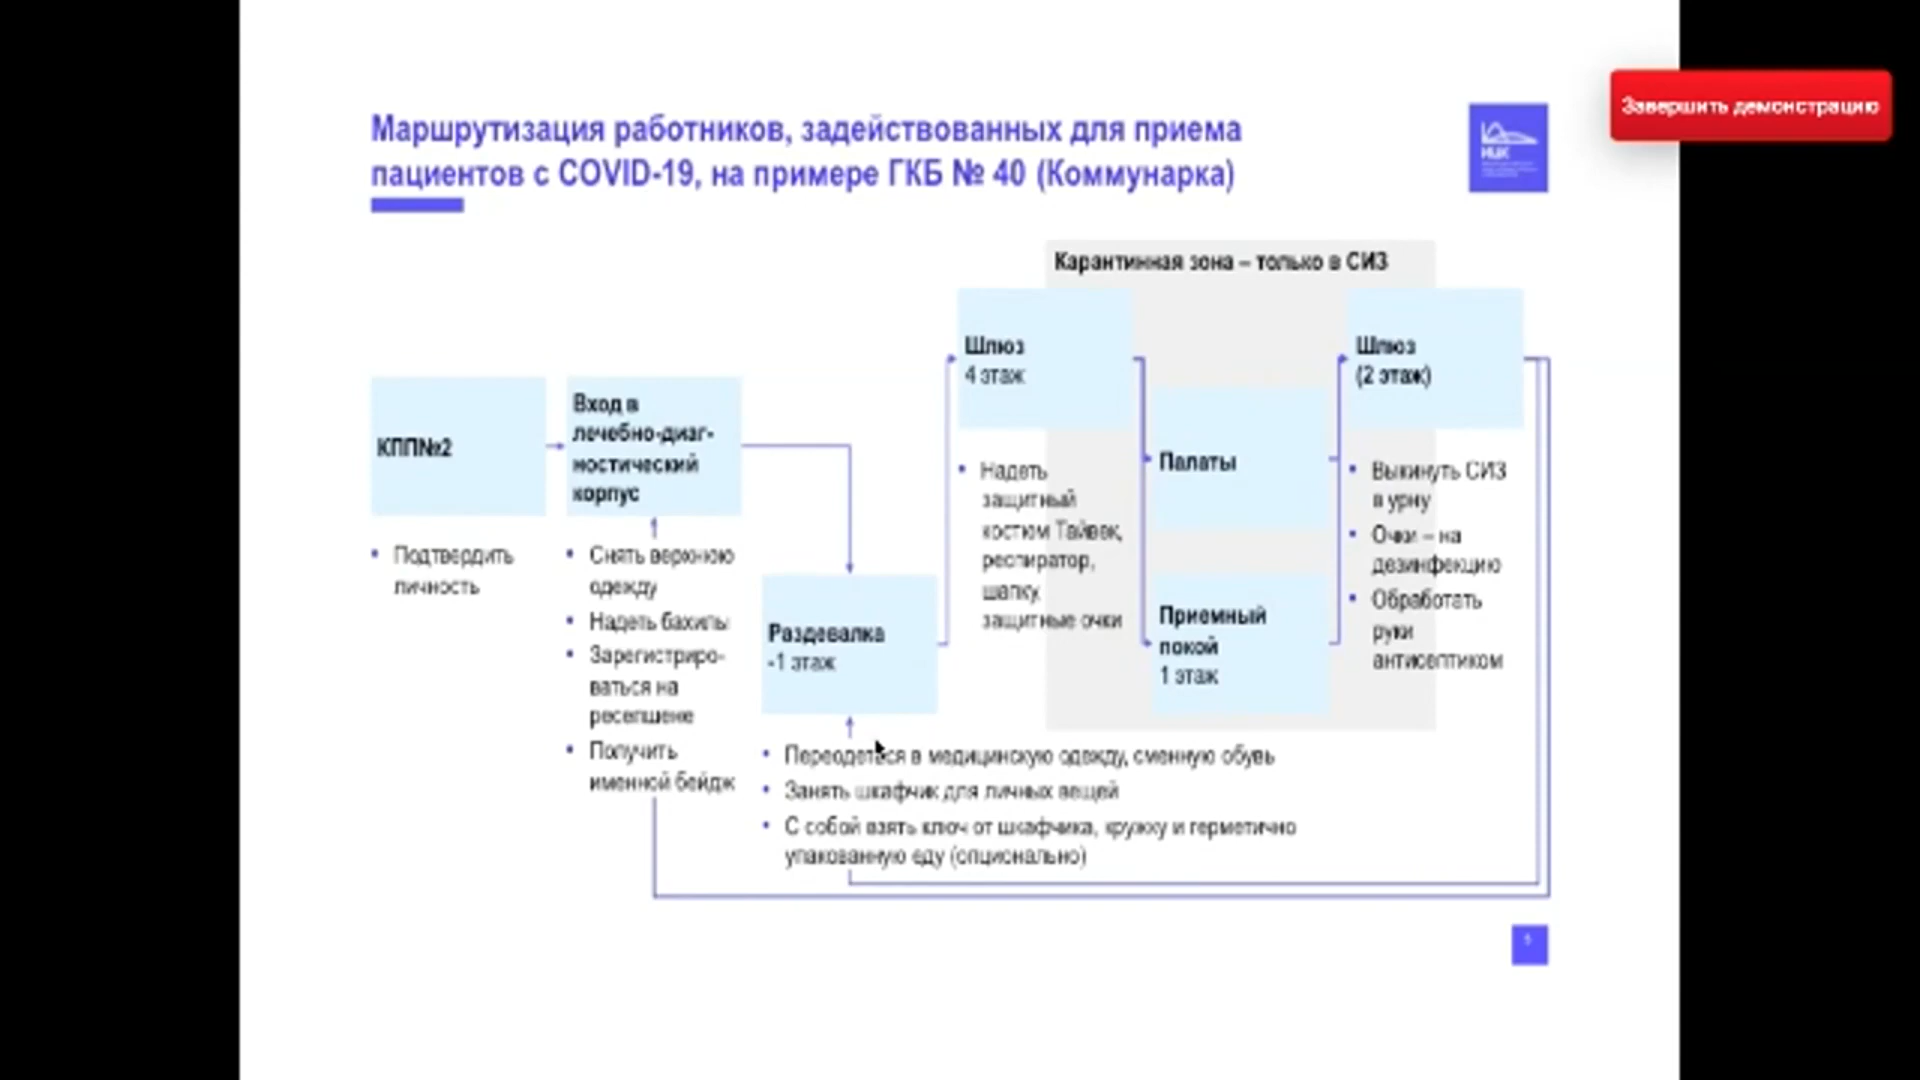 Маршрутизация работников, задействованных для приема
пациентов с COVID-19, на примере ГКБ № 40 (Коммунарка)
ИЦК
Завершить демонстрацию
Карантинная зона – только в СИЗ
КПП№2
• Подтвердить
личность
Вход в
лечебно-диаг-
ностический
корпус
• Снять верхнюю
одежду
• Надеть бахилы
• Зарегистриро-
ваться на
ресепшене
• Получить
именной бейдж
Раздевалка
-1 этаж
• Переодеться в медицинскую одежду, сменную обувь
• Занять шкафчик для личных вещей
• С собой взять ключ от шкафчика, кружку и герметично
упакованную еду (опционально)
Шлюз
4 этаж
• Надеть
защитный
костюм Тайвек,
респиратор,
шапку,
защитные очки
Палаты
Приемный
покой
1 этаж
Шлюз
(2 этаж)
• Выкинуть СИЗ
в урну
• Очки – на
дезинфекцию
• Обработать
руки
антисептиком